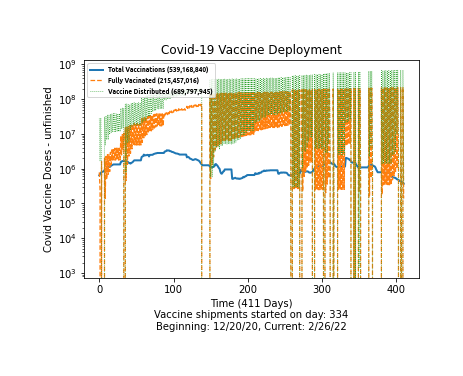 Covid-19 Vaccine Deployment
Total Vaccinations (539,168,840)
Fully Vacinated (215,457,016)
Vaccine Distributed (689,797,945)
Covid Vaccine Doses - unfinished
10⁹
10⁸
10⁷
10⁶
10⁵
10⁴
10³
0 100 200 300 400
Time (411 Days)
Vaccine shipments started on day: 334
Beginning: 12/20/20, Current: 2/26/22